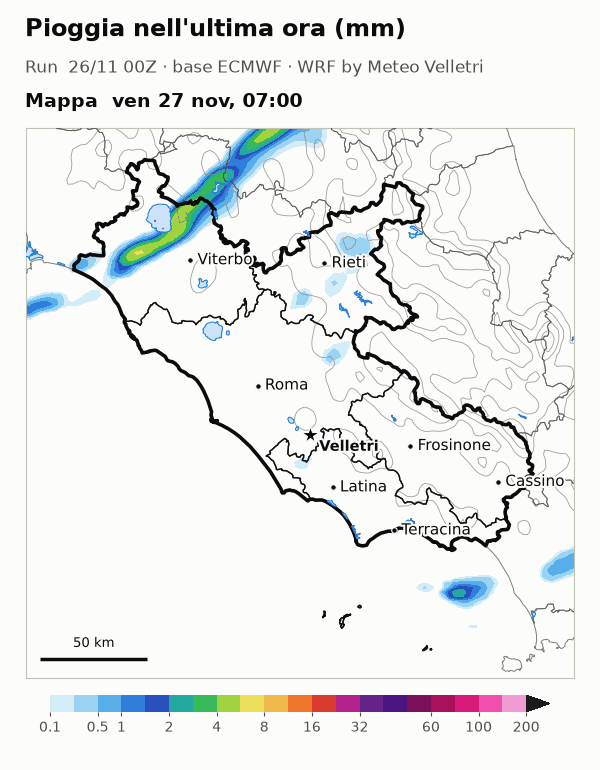 Pioggia nell'ultima ora (mm)
Run  26/11 00Z · base ECMWF · WRF by Meteo Velletri
Mappa  ven 27 nov, 07:00
Viterbo
Rieti
Roma
Velletri
Frosinone
Latina
Cassino
Terracina
50 km
0.1 0.5 1 2 4 8 16 32 60 100 200